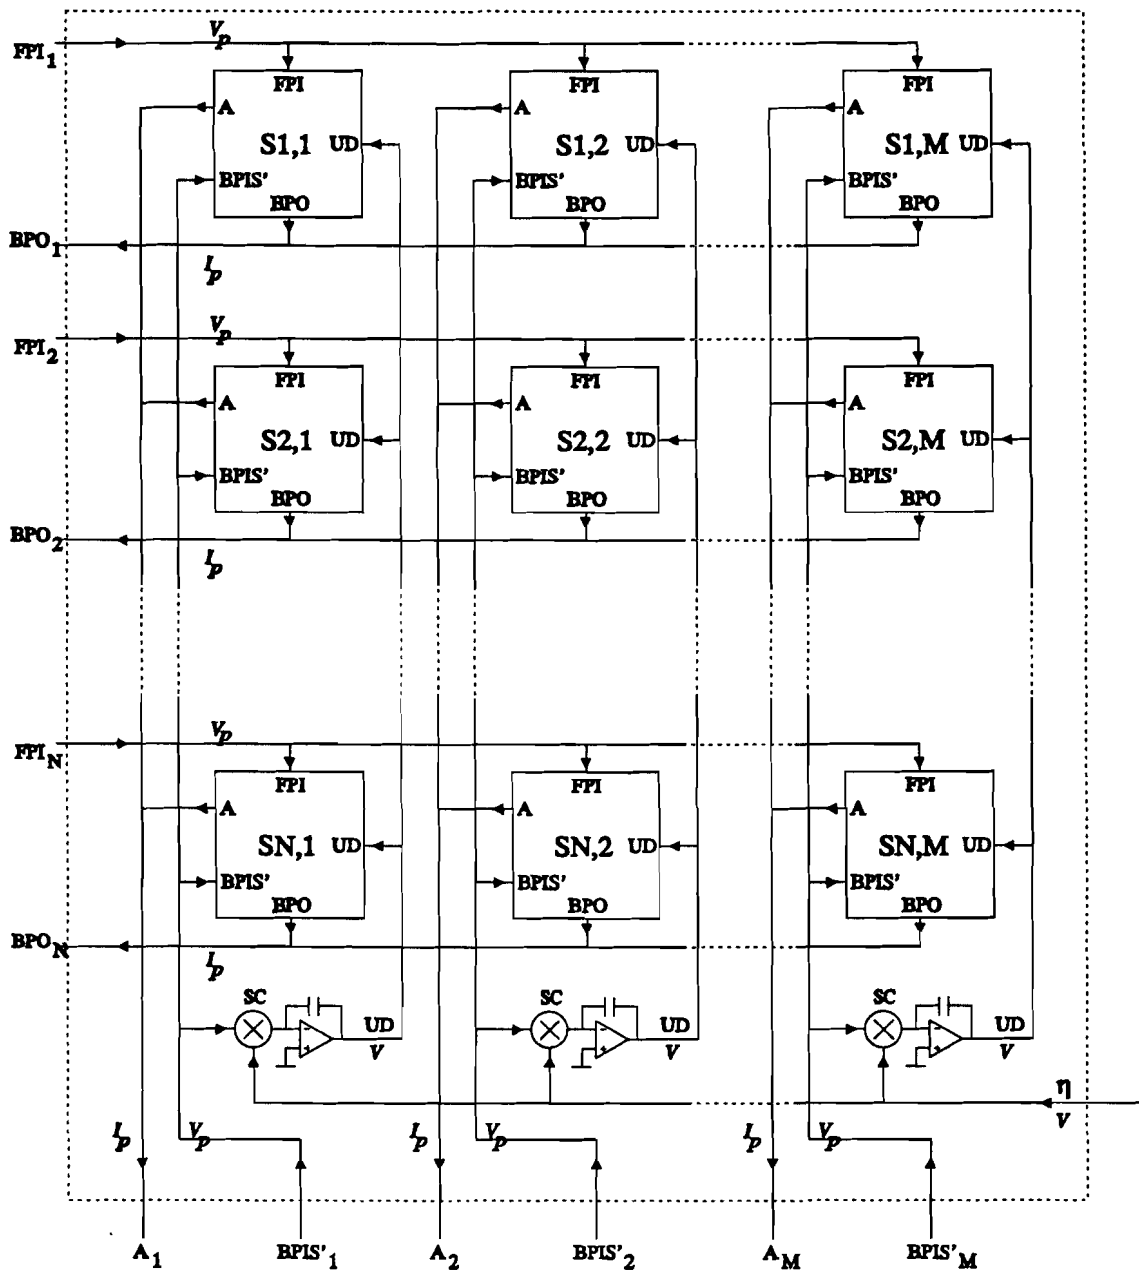 FPI1 Vp
FPI FPI FPI
A A A
S1,1 UD S1,2 UD S1,M UD
BPIS' BPIS' BPIS'
BPO BPO BPO
BPO1 Ip
FPI2 Vp
FPI FPI FPI
A A A
S2,1 UD S2,2 UD S2,M UD
BPIS' BPIS' BPIS'
BPO BPO BPO
BPO2 Ip
FPIN Vp
FPI FPI FPI
A A A
SN,1 UD SN,2 UD SN,M UD
BPIS' BPIS' BPIS'
BPO BPO BPO
BPON Ip
SC SC SC
- - -
+ + +
UD UD UD
V V V
η
V
Ip Vp Ip Vp Ip Vp
A1 BPIS'1 A2 BPIS'2 AM BPIS'M